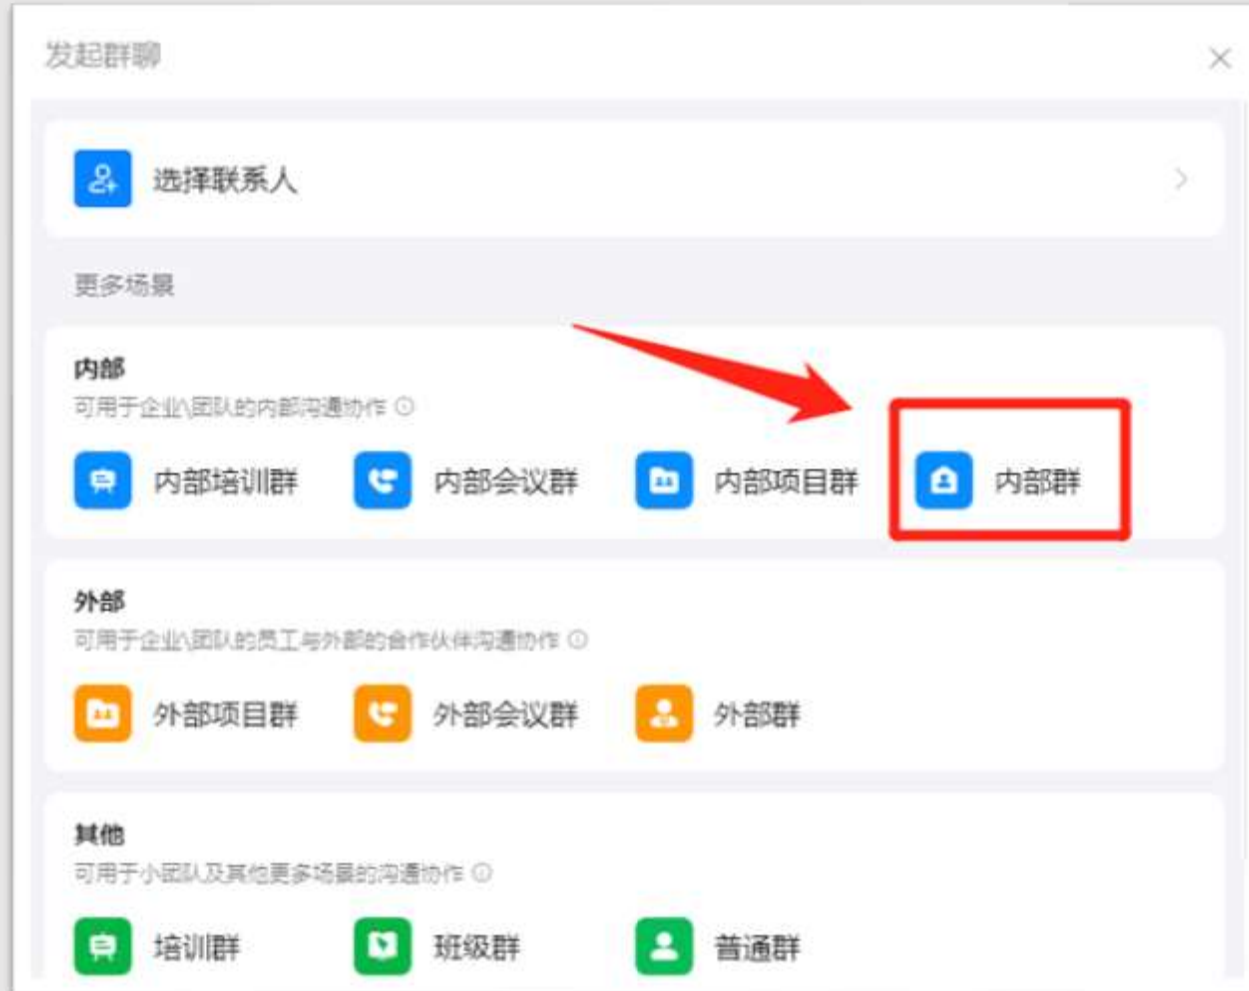 发起群聊
选择联系人
更多场景
内部
可用于企业\团队的内部沟通协作
内部培训群 内部会议群 内部项目群 内部群
外部
可用于企业\团队的员工与外部的合作伙伴沟通协作
外部项目群 外部会议群 外部群
其他
可用于小团队及其他更多场景的沟通协作
培训群 班级群 普通群